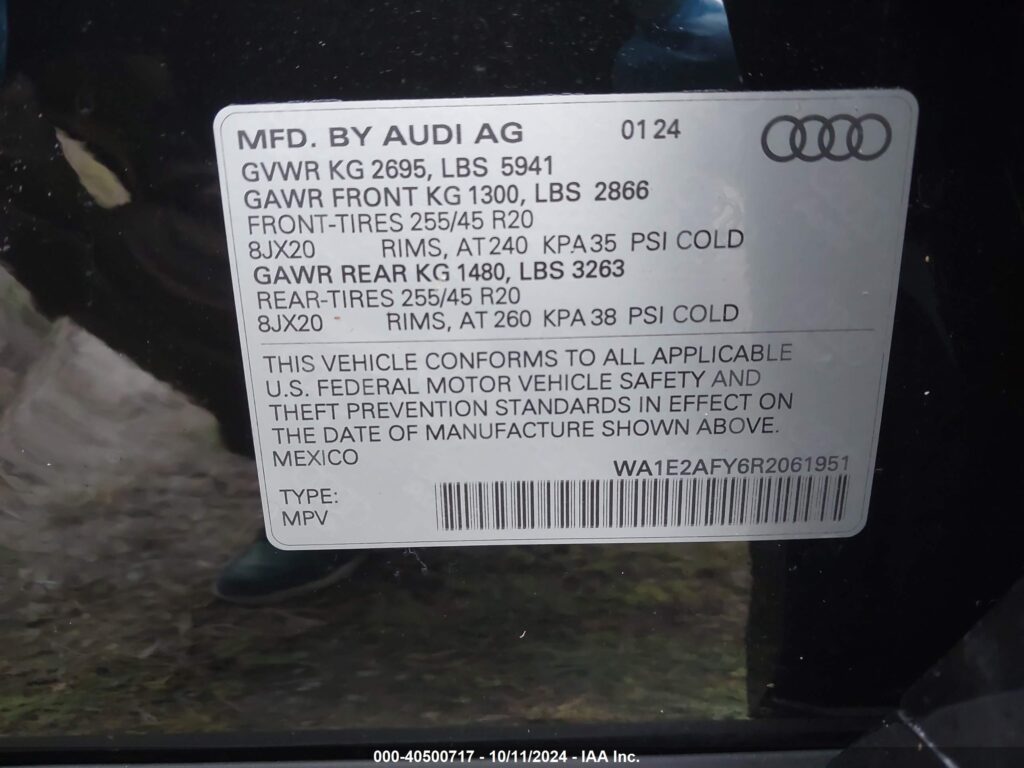 MFD. BY AUDI AG 01 24
GVWR KG 2695, LBS 5941
GAWR FRONT KG 1300, LBS 2866
FRONT-TIRES 255/45 R20
8JX20 RIMS, AT 240 KPA 35 PSI COLD
GAWR REAR KG 1480, LBS 3263
REAR-TIRES 255/45 R20
8JX20 RIMS, AT 260 KPA 38 PSI COLD
THIS VEHICLE CONFORMS TO ALL APPLICABLE
U.S. FEDERAL MOTOR VEHICLE SAFETY AND
THEFT PREVENTION STANDARDS IN EFFECT ON
THE DATE OF MANUFACTURE SHOWN ABOVE.
MEXICO
WA1E2AFY6R2061951
TYPE:
MPV
000-40500717 - 10/11/2024 - IAA Inc.